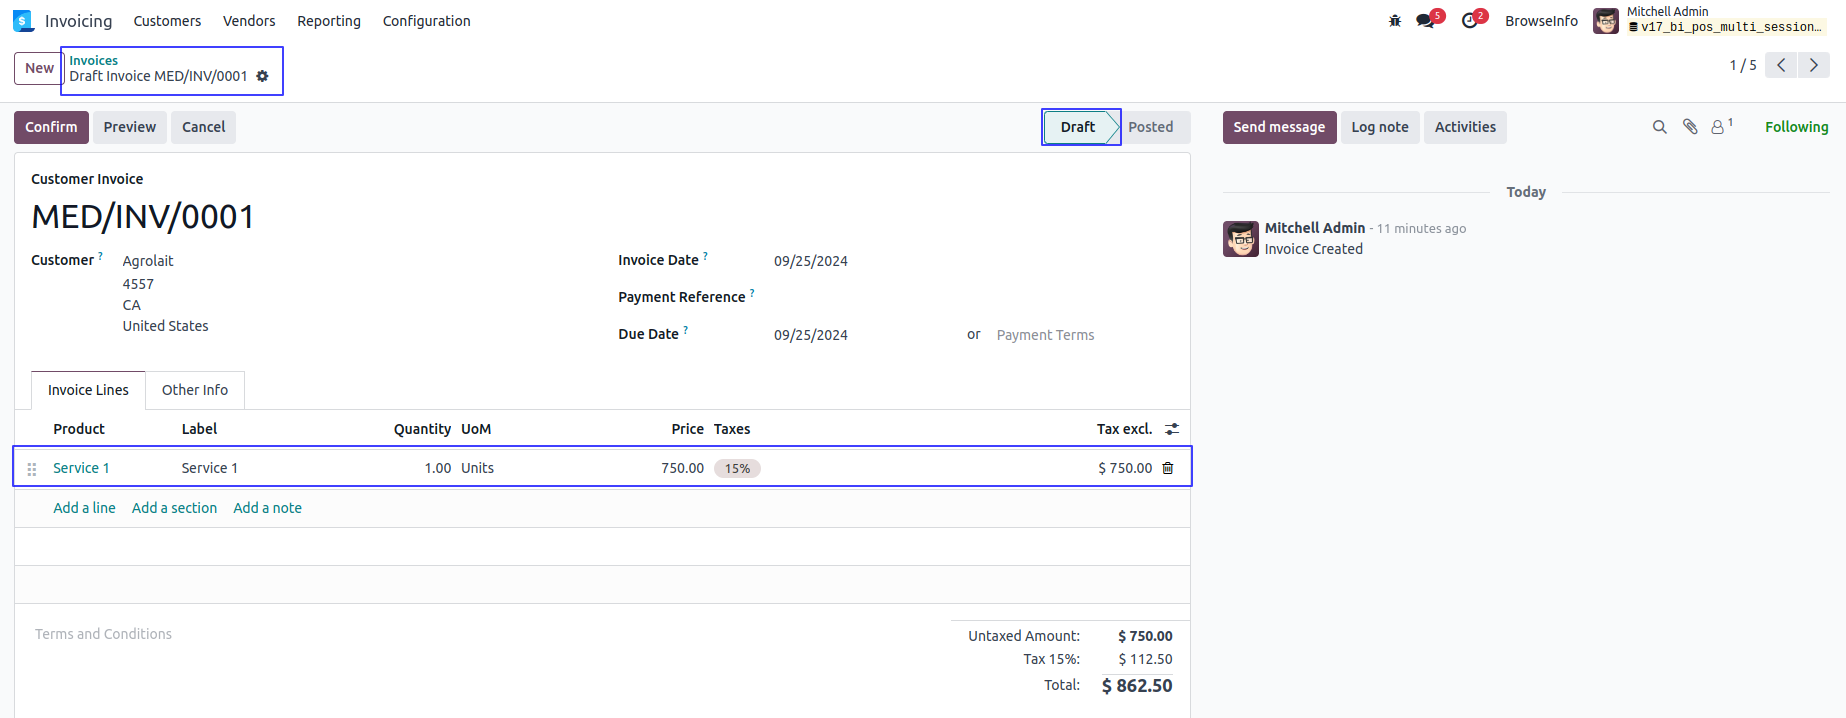 Invoicing Customers Vendors Reporting Configuration 5 2 BrowseInfo Mitchell Admin
v17_bi_pos_multi_session...
New Invoices
Draft Invoice MED/INV/0001
1 / 5
Confirm Preview Cancel Draft Posted Send message Log note Activities 1 Following
Customer Invoice
MED/INV/0001
Today
Mitchell Admin - 11 minutes ago
Invoice Created
Customer ? Agrolait
4557
CA
United States
Invoice Date ? 09/25/2024
Payment Reference ?
Due Date ? 09/25/2024 or Payment Terms
Invoice Lines Other Info
Product Label Quantity UoM Price Taxes Tax excl.
Service 1 Service 1 1.00 Units 750.00 15% $ 750.00
Add a line Add a section Add a note
Terms and Conditions
Untaxed Amount: $ 750.00
Tax 15%: $ 112.50
Total: $ 862.50